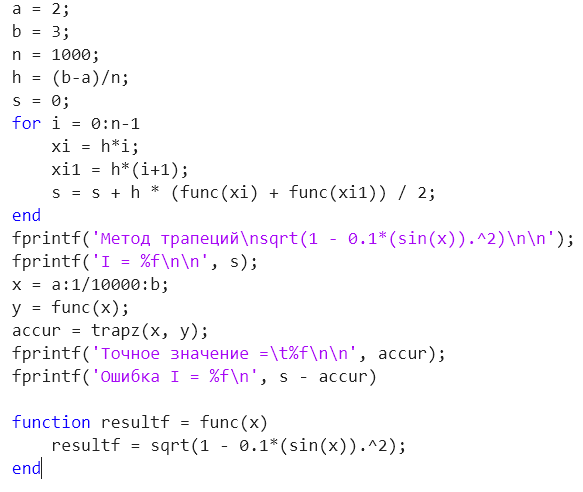 a = 2;
b = 3;
n = 1000;
h = (b-a)/n;
s = 0;
for i = 0:n-1
    xi = h*i;
    xi1 = h*(i+1);
    s = s + h * (func(xi) + func(xi1)) / 2;
end
fprintf('Метод трапеций\nsqrt(1 - 0.1*(sin(x)).^2)\n\n');
fprintf('I = %f\n\n', s);
x = a:1/10000:b;
y = func(x);
accur = trapz(x, y);
fprintf('Точное значение =\t%f\n\n', accur);
fprintf('Ошибка I = %f\n', s - accur)
function resultf = func(x)
    resultf = sqrt(1 - 0.1*(sin(x)).^2);
end